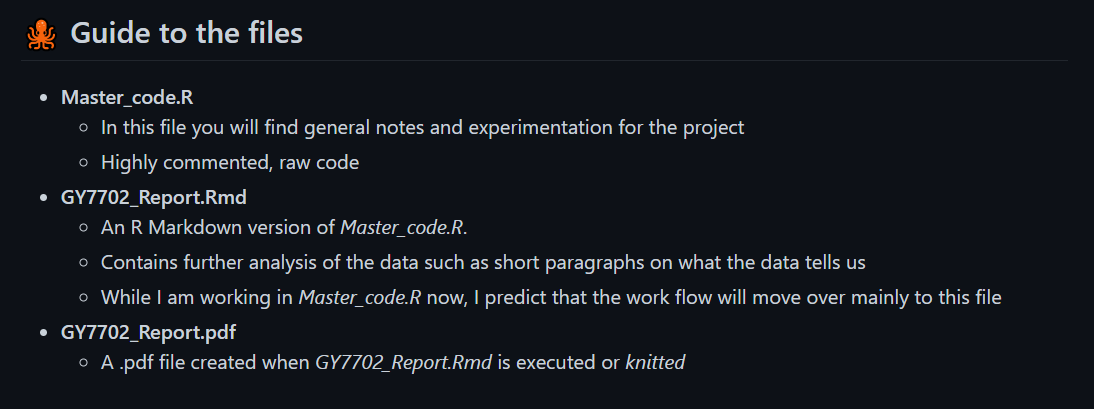 Guide to the files
Master_code.R
In this file you will find general notes and experimentation for the project
Highly commented, raw code
GY7702_Report.Rmd
An R Markdown version of Master_code.R.
Contains further analysis of the data such as short paragraphs on what the data tells us
While I am working in Master_code.R now, I predict that the work flow will move over mainly to this file
GY7702_Report.pdf
A .pdf file created when GY7702_Report.Rmd is executed or knitted